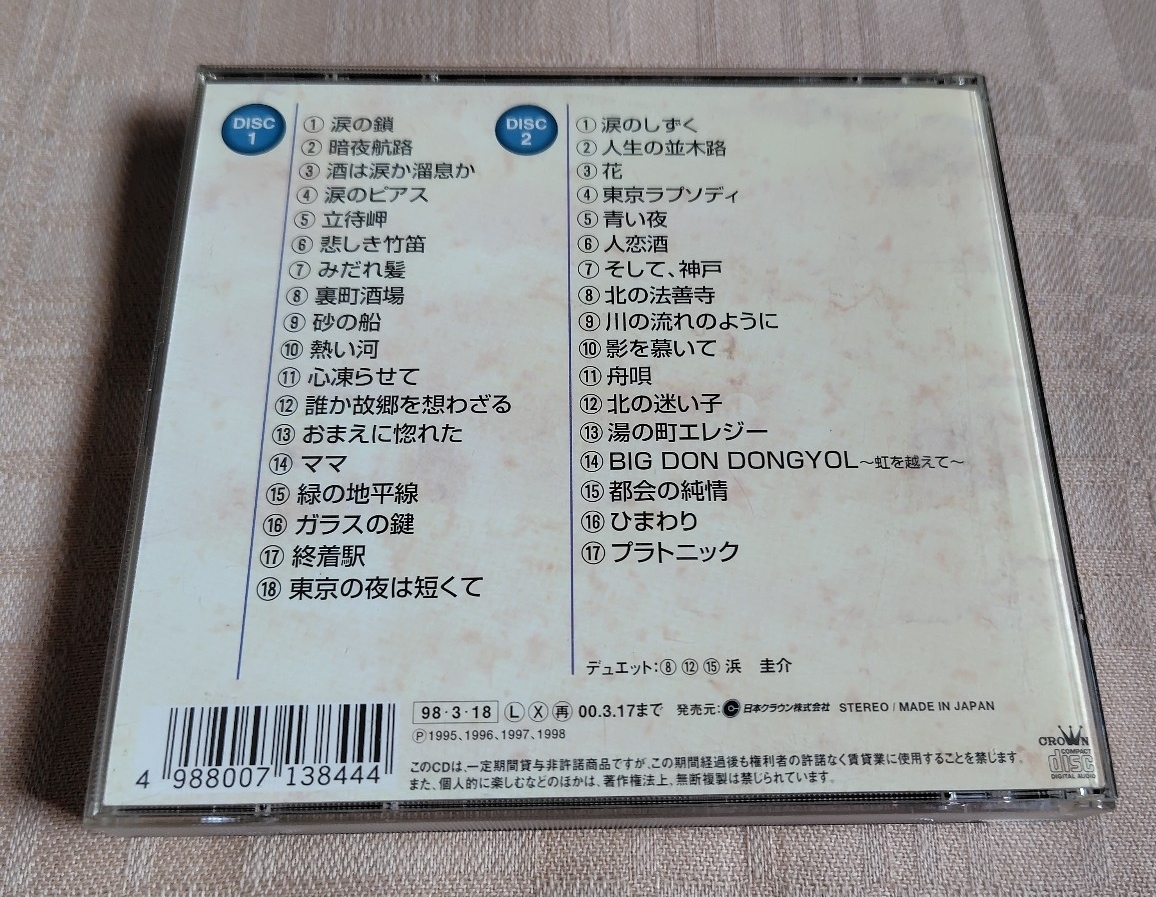 DISC
1
① 涙の鎖
② 暗夜航路
③ 酒は涙か溜息か
④ 涙のピアス
⑤ 立待岬
⑥ 悲しき竹笛
⑦ みだれ髪
⑧ 裏町酒場
⑨ 砂の船
⑩ 熱い河
⑪ 心凍らせて
⑫ 誰か故郷を想わざる
⑬ おまえに惚れた
⑭ ママ
⑮ 緑の地平線
⑯ ガラスの鍵
⑰ 終着駅
⑱ 東京の夜は短くて
DISC
2
① 涙のしずく
② 人生の並木路
③ 花
④ 東京ラプソディ
⑤ 青い夜
⑥ 人恋酒
⑦ そして、神戸
⑧ 北の法善寺
⑨ 川の流れのように
⑩ 影を慕いて
⑪ 舟唄
⑫ 北の迷い子
⑬ 湯の町エレジー
⑭ BIG DON DONGYOL～虹を越えて～
⑮ 都会の純情
⑯ ひまわり
⑰ プラトニック
デュエット:⑧⑫⑮ 浜 圭介
98・3・18 Ⓛ Ⓧ 再 00.3.17まで 発売元: 日本クラウン株式会社 STEREO / MADE IN JAPAN
Ⓟ1995、1996、1997、1998
このCDは、一定期間貸与非許諾商品ですが、この期間経過後も権利者の許諾なく賃貸業に使用することを禁じます。
また、個人的に楽しむなどのほかは、著作権法上、無断複製は禁じられています。
4 988007 138444
CROWN
COMPACT
disc
DIGITAL AUDIO